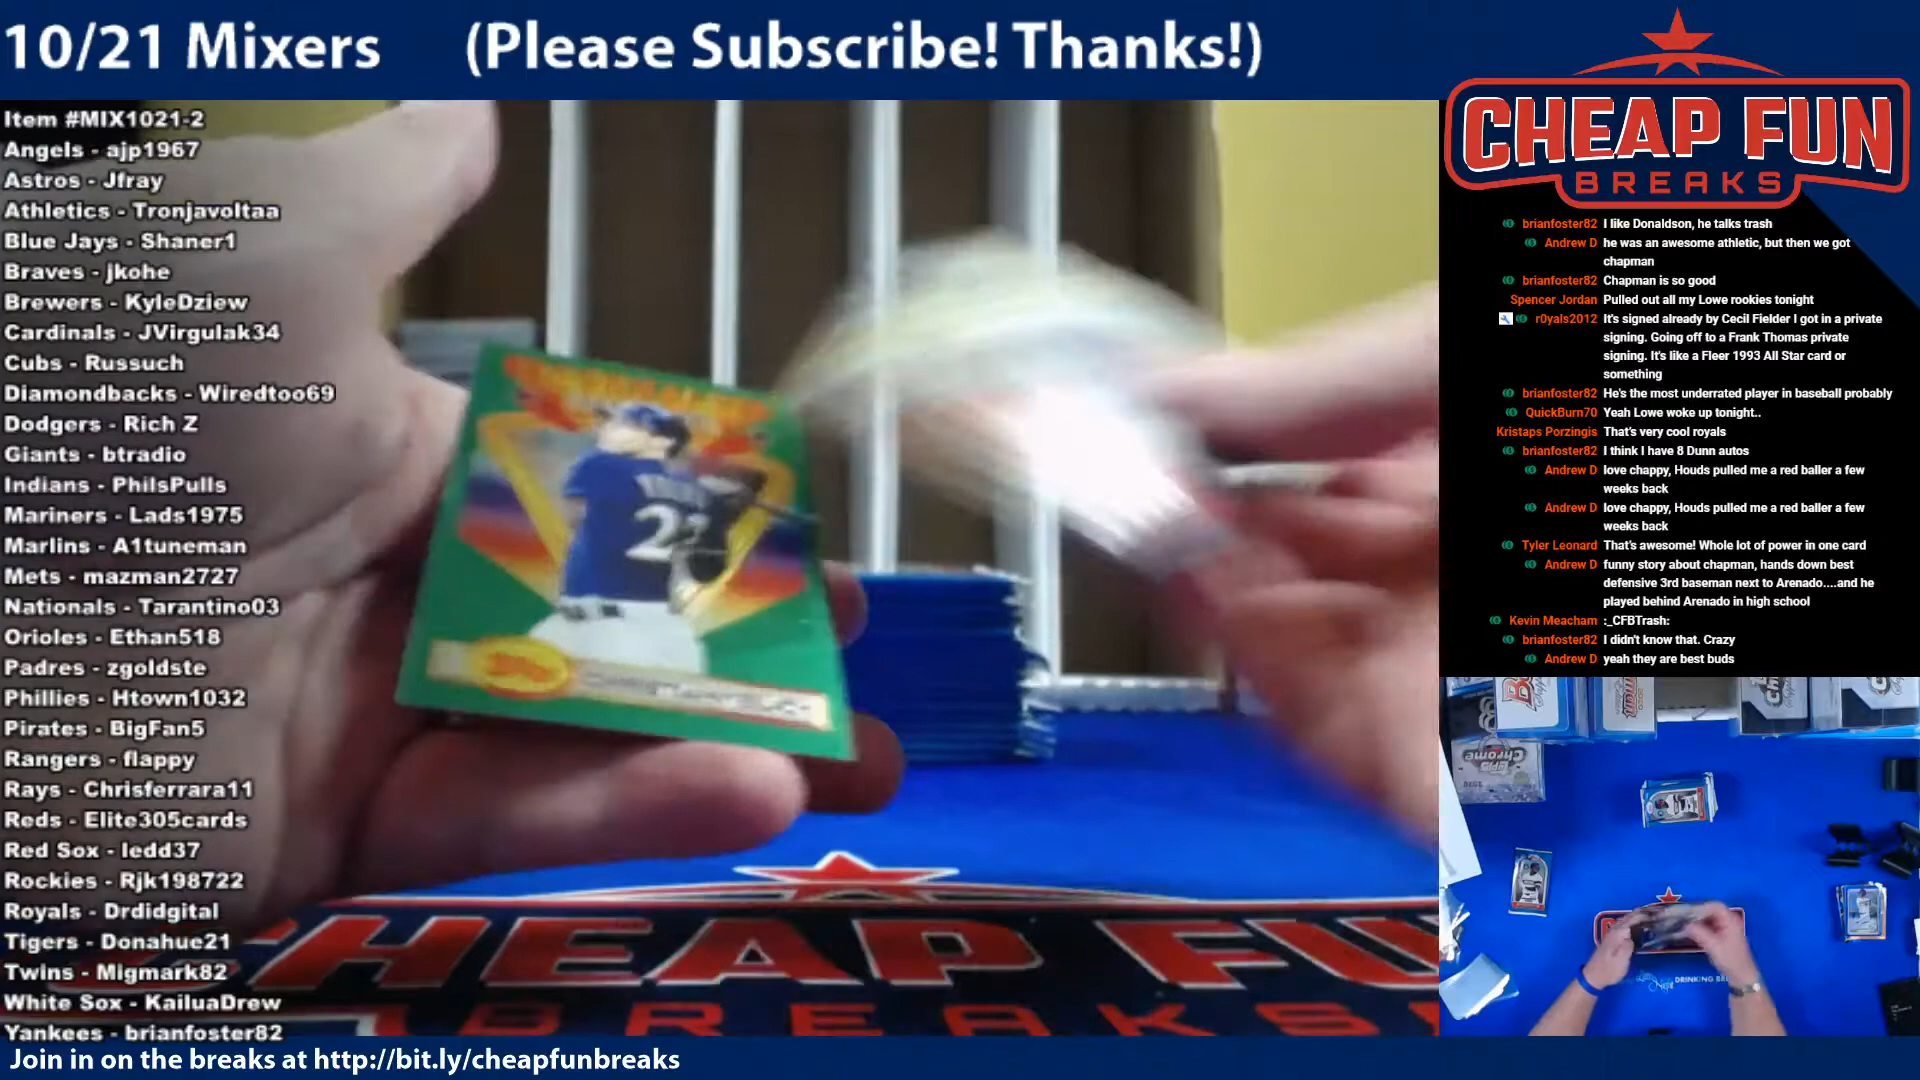 10/21 Mixers (Please Subscribe! Thanks!)
Item #MIX1021-2
Angels - ajp1967
Astros - Jfray
Athletics - Tronjavoltaa
Blue Jays - Shaner1
Braves - jkohe
Brewers - KyleDziew
Cardinals - JVirgulak34
Cubs - Russuch
Diamondbacks - Wiredtoo69
Dodgers - Rich Z
Giants - btradio
Indians - PhilsPulls
Mariners - Lads1975
Marlins - A1tuneman
Mets - mazman2727
Nationals - Tarantino03
Orioles - Ethan518
Padres - zgoldste
Phillies - Htown1032
Pirates - BigFan5
Rangers - flappy
Rays - Chrisferrara11
Reds - Elite305cards
Red Sox - ledd37
Rockies - Rjk198722
Royals - Drdidgital
Tigers - Donahue21
Twins - Migmark82
White Sox - KailuaDrew
Yankees - brianfoster82
Join in on the breaks at http://bit.ly/cheapfunbreaks
CHEAP FU
BREAKS
CHEAP FUN
BREAKS
brianfoster82 I like Donaldson, he talks trash
Andrew D he was an awesome athletic, but then we got
chapman
brianfoster82 Chapman is so good
Spencer Jordan Pulled out all my Lowe rookies tonight
r0yals2012 It's signed already by Cecil Fielder I got in a private
signing. Going off to a Frank Thomas private
signing. It's like a Fleer 1993 All Star card or
something
brianfoster82 He's the most underrated player in baseball probably
QuickBurn70 Yeah Lowe woke up tonight..
Kristaps Porzingis That's very cool royals
brianfoster82 I think I have 8 Dunn autos
Andrew D love chappy, Houds pulled me a red baller a few
weeks back
Andrew D love chappy, Houds pulled me a red baller a few
weeks back
Tyler Leonard That's awesome! Whole lot of power in one card
Andrew D funny story about chapman, hands down best
defensive 3rd baseman next to Arenado....and he
played behind Arenado in high school
Kevin Meacham :_CFBTrash:
brianfoster82 I didn't know that. Crazy
Andrew D yeah they are best buds
Chrome
DRINKING